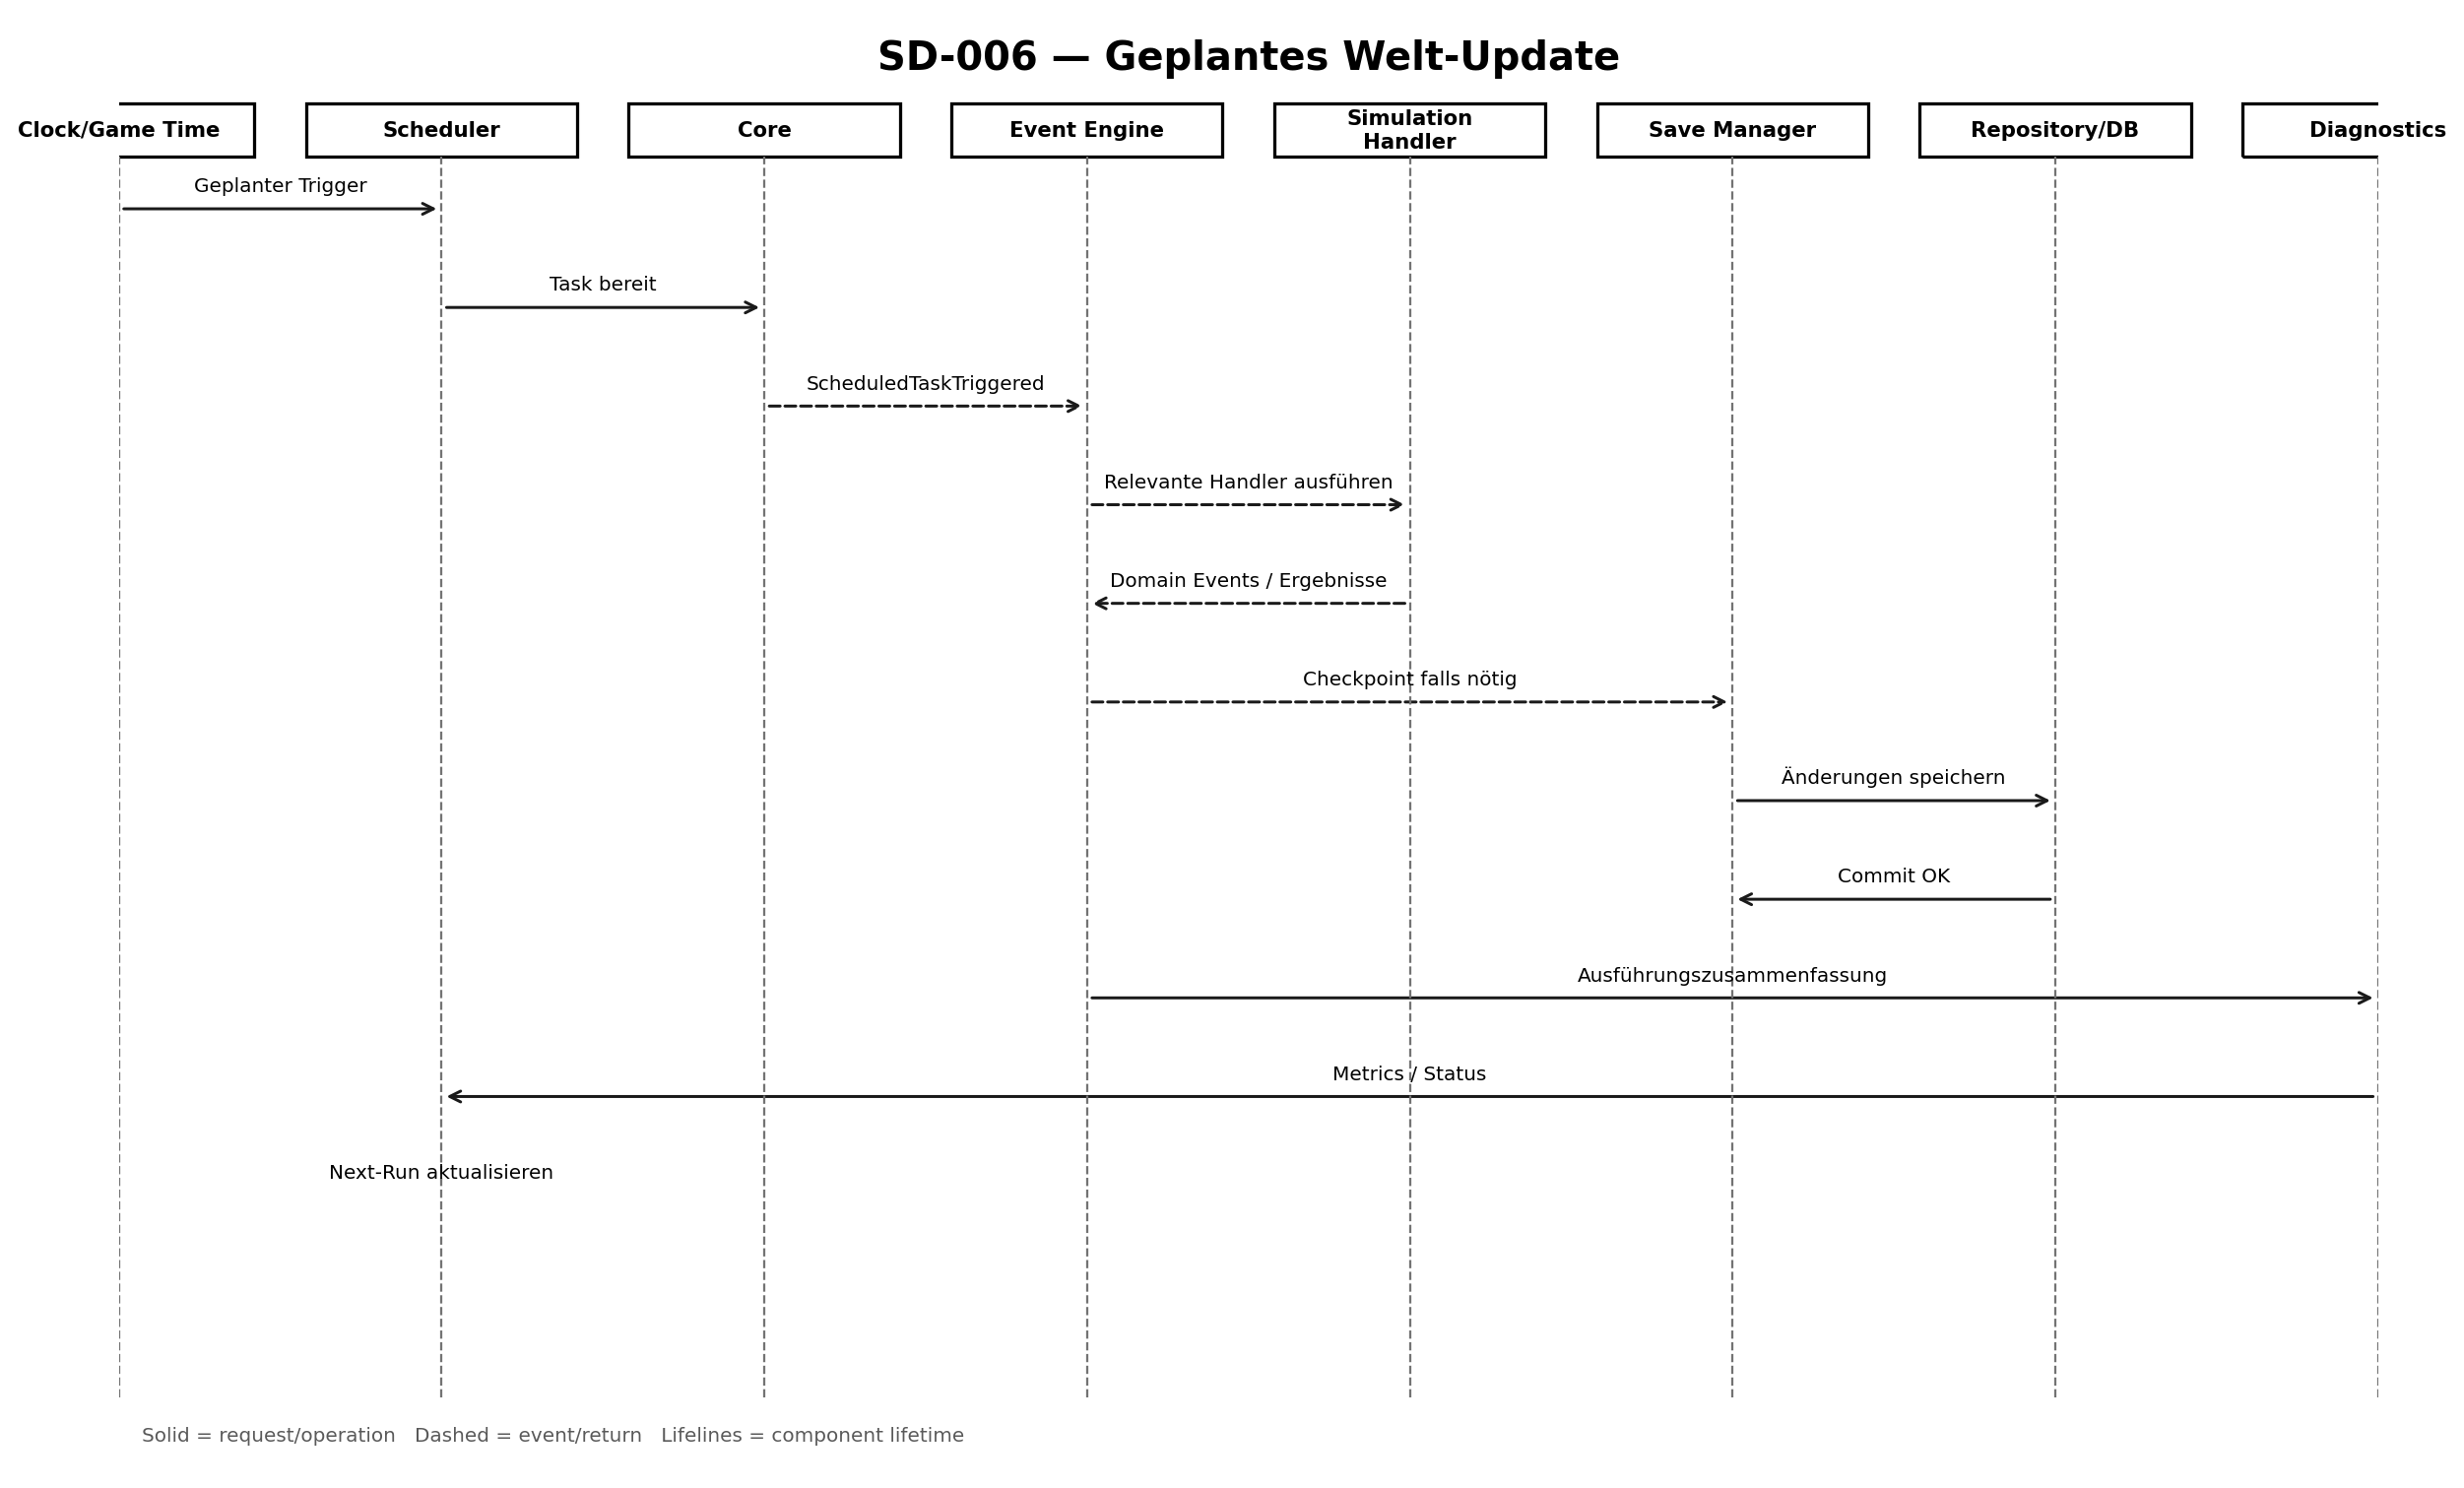 SD-006 — Geplantes Welt-Update
Clock/Game Time
Scheduler
Core
Event Engine
Simulation
Handler
Save Manager
Repository/DB
Diagnostics
Geplanter Trigger
Task bereit
ScheduledTaskTriggered
Relevante Handler ausführen
Domain Events / Ergebnisse
Checkpoint falls nötig
Änderungen speichern
Commit OK
Ausführungszusammenfassung
Metrics / Status
Next-Run aktualisieren
Solid = request/operation   Dashed = event/return   Lifelines = component lifetime